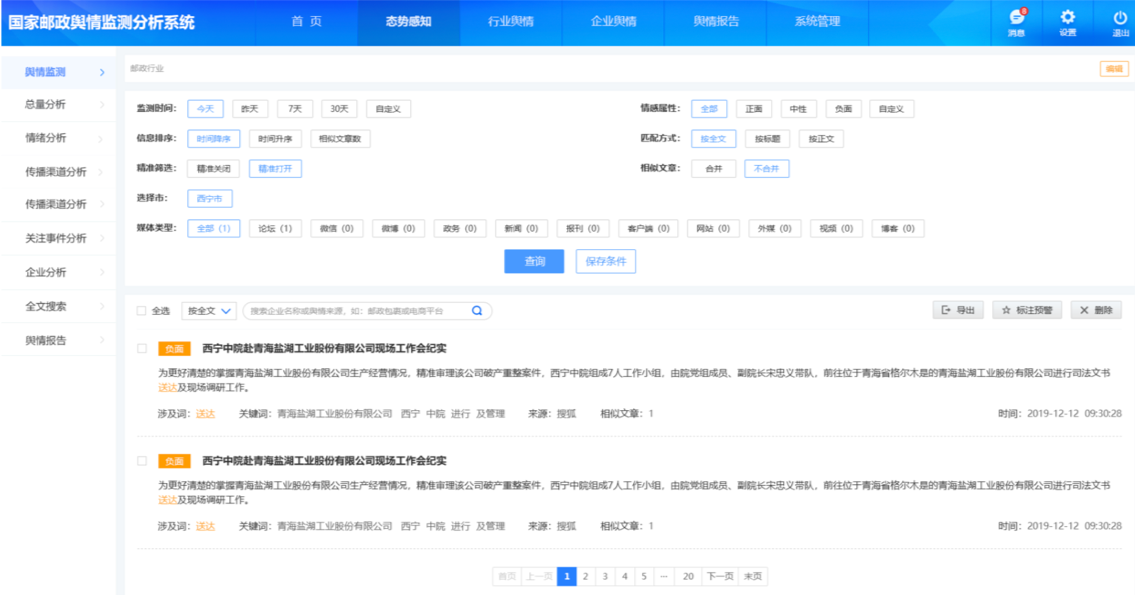 国家邮政舆情监测分析系统 首 页 态势感知 行业舆情 企业舆情 舆情报告 系统管理 8 消息 设置 退出
舆情监测
总量分析
情绪分析
传播渠道分析
传播渠道分析
关注事件分析
企业分析
全文搜索
舆情报告
邮政行业 编辑
监测时间： 今天 昨天 7天 30天 自定义 情感属性： 全部 正面 中性 负面 自定义
信息排序： 时间降序 时间升序 相似文章数 匹配方式： 按全文 按标题 按正文
精准筛选： 精准关闭 精准打开 相似文章： 合并 不合并
选择市： 西宁市
媒体类型： 全部（1） 论坛（1） 微信（0） 微博（0） 政务（0） 新闻（0） 报刊（0） 客户端（0） 网站（0） 外媒（0） 视频（0） 博客（0）
查询 保存条件
全选 按全文 搜索企业名称或舆情来源，如：邮政包裹或电商平台 导出 标注预警 删除
负面 西宁中院赴青海盐湖工业股份有限公司现场工作会纪实
为更好清楚的掌握青海盐湖工业股份有限公司生产经营情况，精准审理该公司破产重整案件，西宁中院组成7人工作小组，由院党组成员、副院长宋忠义带队，前往位于青海省格尔木是的青海盐湖工业股份有限公司进行司法文书
送达及现场调研工作。
涉及词：送达 关键词：青海盐湖工业股份有限公司 西宁 中院 进行 及管理 来源：搜狐 相似文章：1 时间：2019-12-12 09:30:28
负面 西宁中院赴青海盐湖工业股份有限公司现场工作会纪实
为更好清楚的掌握青海盐湖工业股份有限公司生产经营情况，精准审理该公司破产重整案件，西宁中院组成7人工作小组，由院党组成员、副院长宋忠义带队，前往位于青海省格尔木是的青海盐湖工业股份有限公司进行司法文书
送达及现场调研工作。
涉及词：送达 关键词：青海盐湖工业股份有限公司 西宁 中院 进行 及管理 来源：搜狐 相似文章：1 时间：2019-12-12 09:30:28
首页 上一页 1 2 3 4 5 ··· 20 下一页 末页